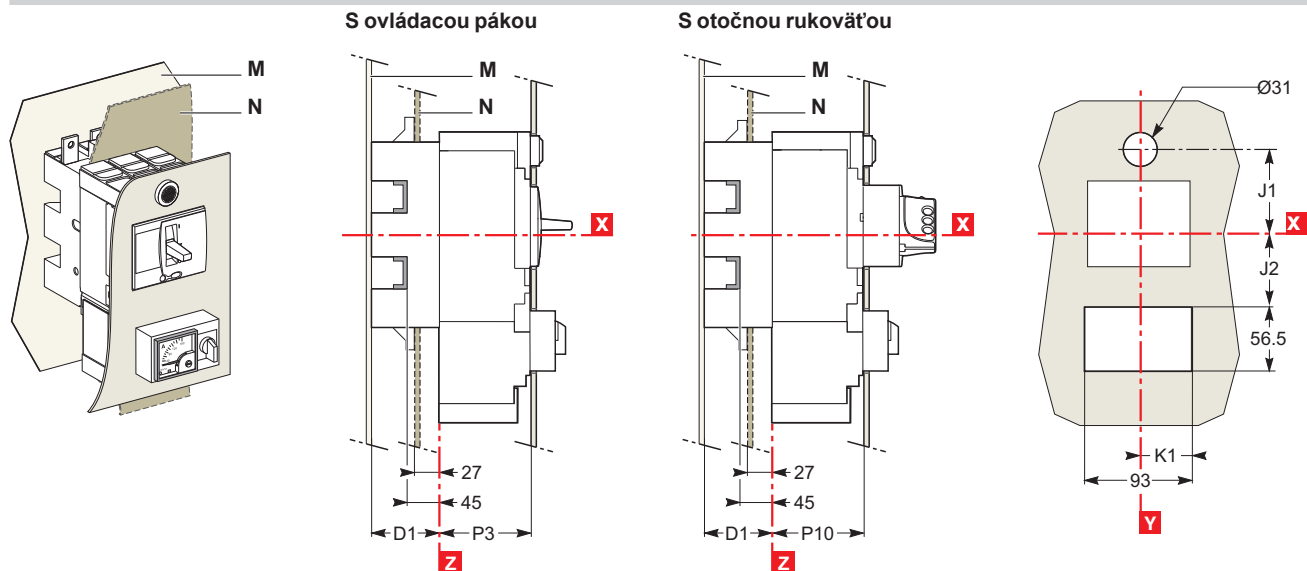 S ovládacou pákou
S otočnou rukoväťou
M
N
M
N
X
27
45
D1
P3
Z
M
N
X
27
45
D1
P10
Z
Ø31
J1
X
J2
56.5
K1
93
Y